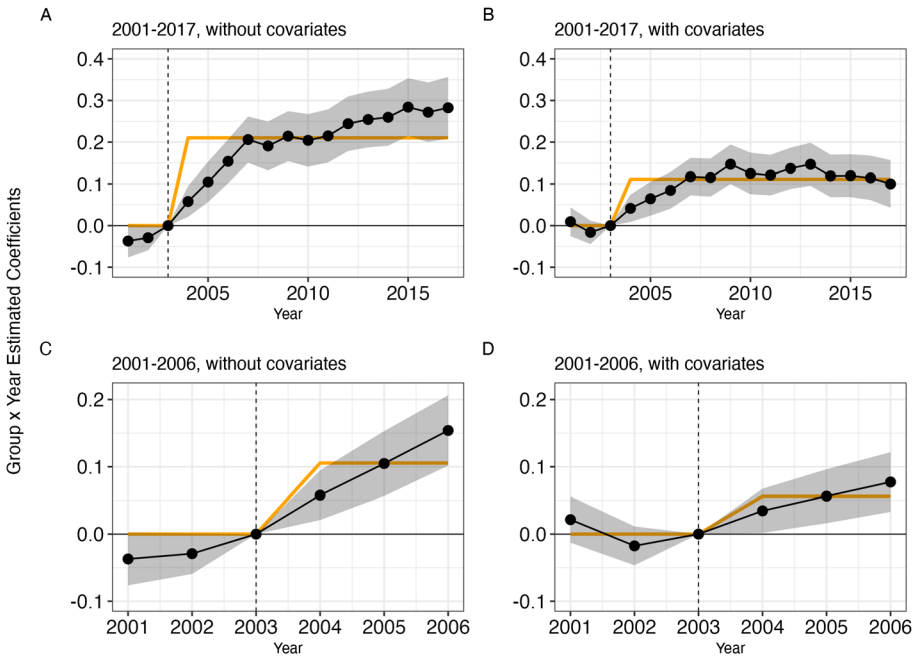 Group x Year Estimated Coefficients
A
2001-2017, without covariates
0.4
0.3
0.2
0.1
0.0
-0.1
2005 2010 2015
Year
B
2001-2017, with covariates
0.4
0.3
0.2
0.1
0.0
-0.1
2005 2010 2015
Year
C
2001-2006, without covariates
0.2
0.1
0.0
-0.1
2001 2002 2003 2004 2005 2006
Year
D
2001-2006, with covariates
0.2
0.1
0.0
-0.1
2001 2002 2003 2004 2005 2006
Year